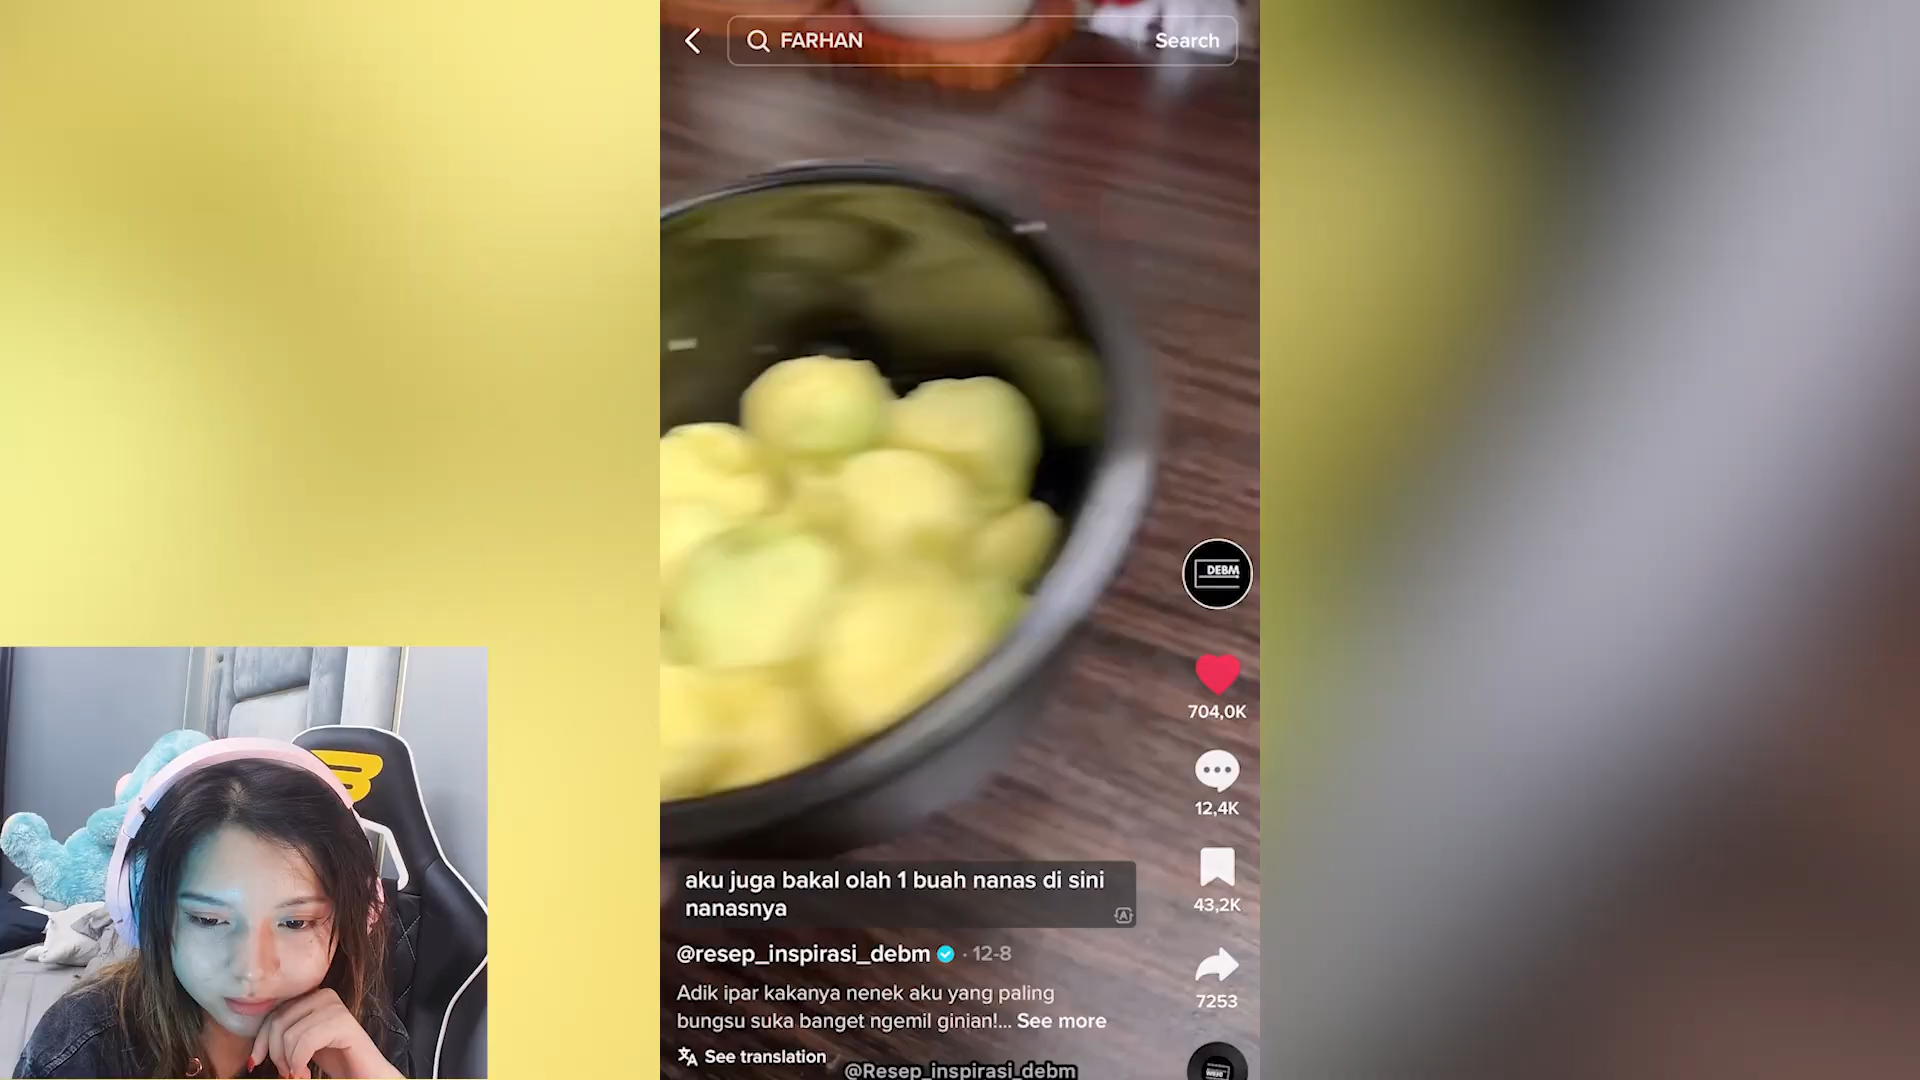 FARHAN
Search
DEBM
704,0K
12,4K
43,2K
7253
aku juga bakal olah 1 buah nanas di sini
nanasnya
@resep_inspirasi_debm · 12-8
Adik ipar kakanya nenek aku yang paling
bungsu suka banget ngemil ginian!... See more
See translation
@Resep_inspirasi_debm